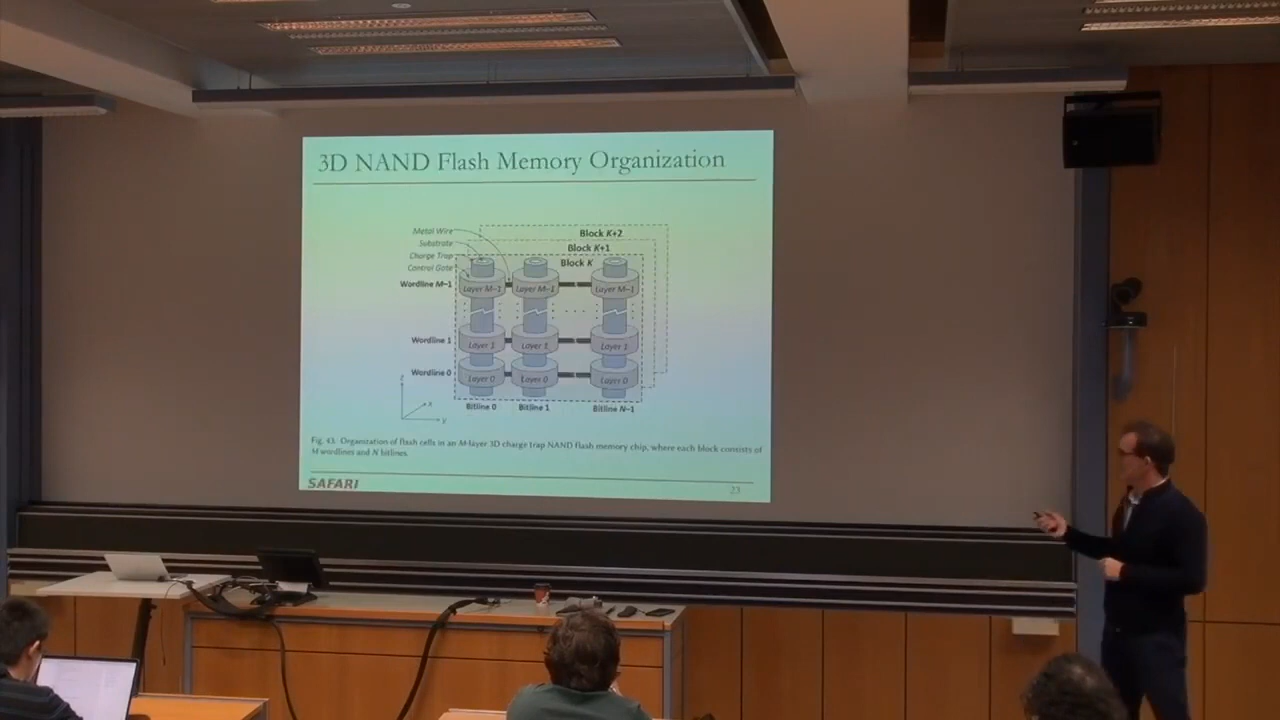 3D NAND Flash Memory Organization
Metal Wire
Substrate
Charge Trap
Control Gate
Block K+2
Block K+1
Block K
Wordline M–1
Layer M–1
Layer M–1
Layer M–1
Wordline 1
Layer 1
Layer 1
Layer 1
Wordline 0
Layer 0
Layer 0
Layer 0
z
x
y
Bitline 0
Bitline 1
Bitline N–1
Fig. 43. Organization of flash cells in an M-layer 3D charge trap NAND flash memory chip, where each block consists of
M wordlines and N bitlines.
SAFARI
23